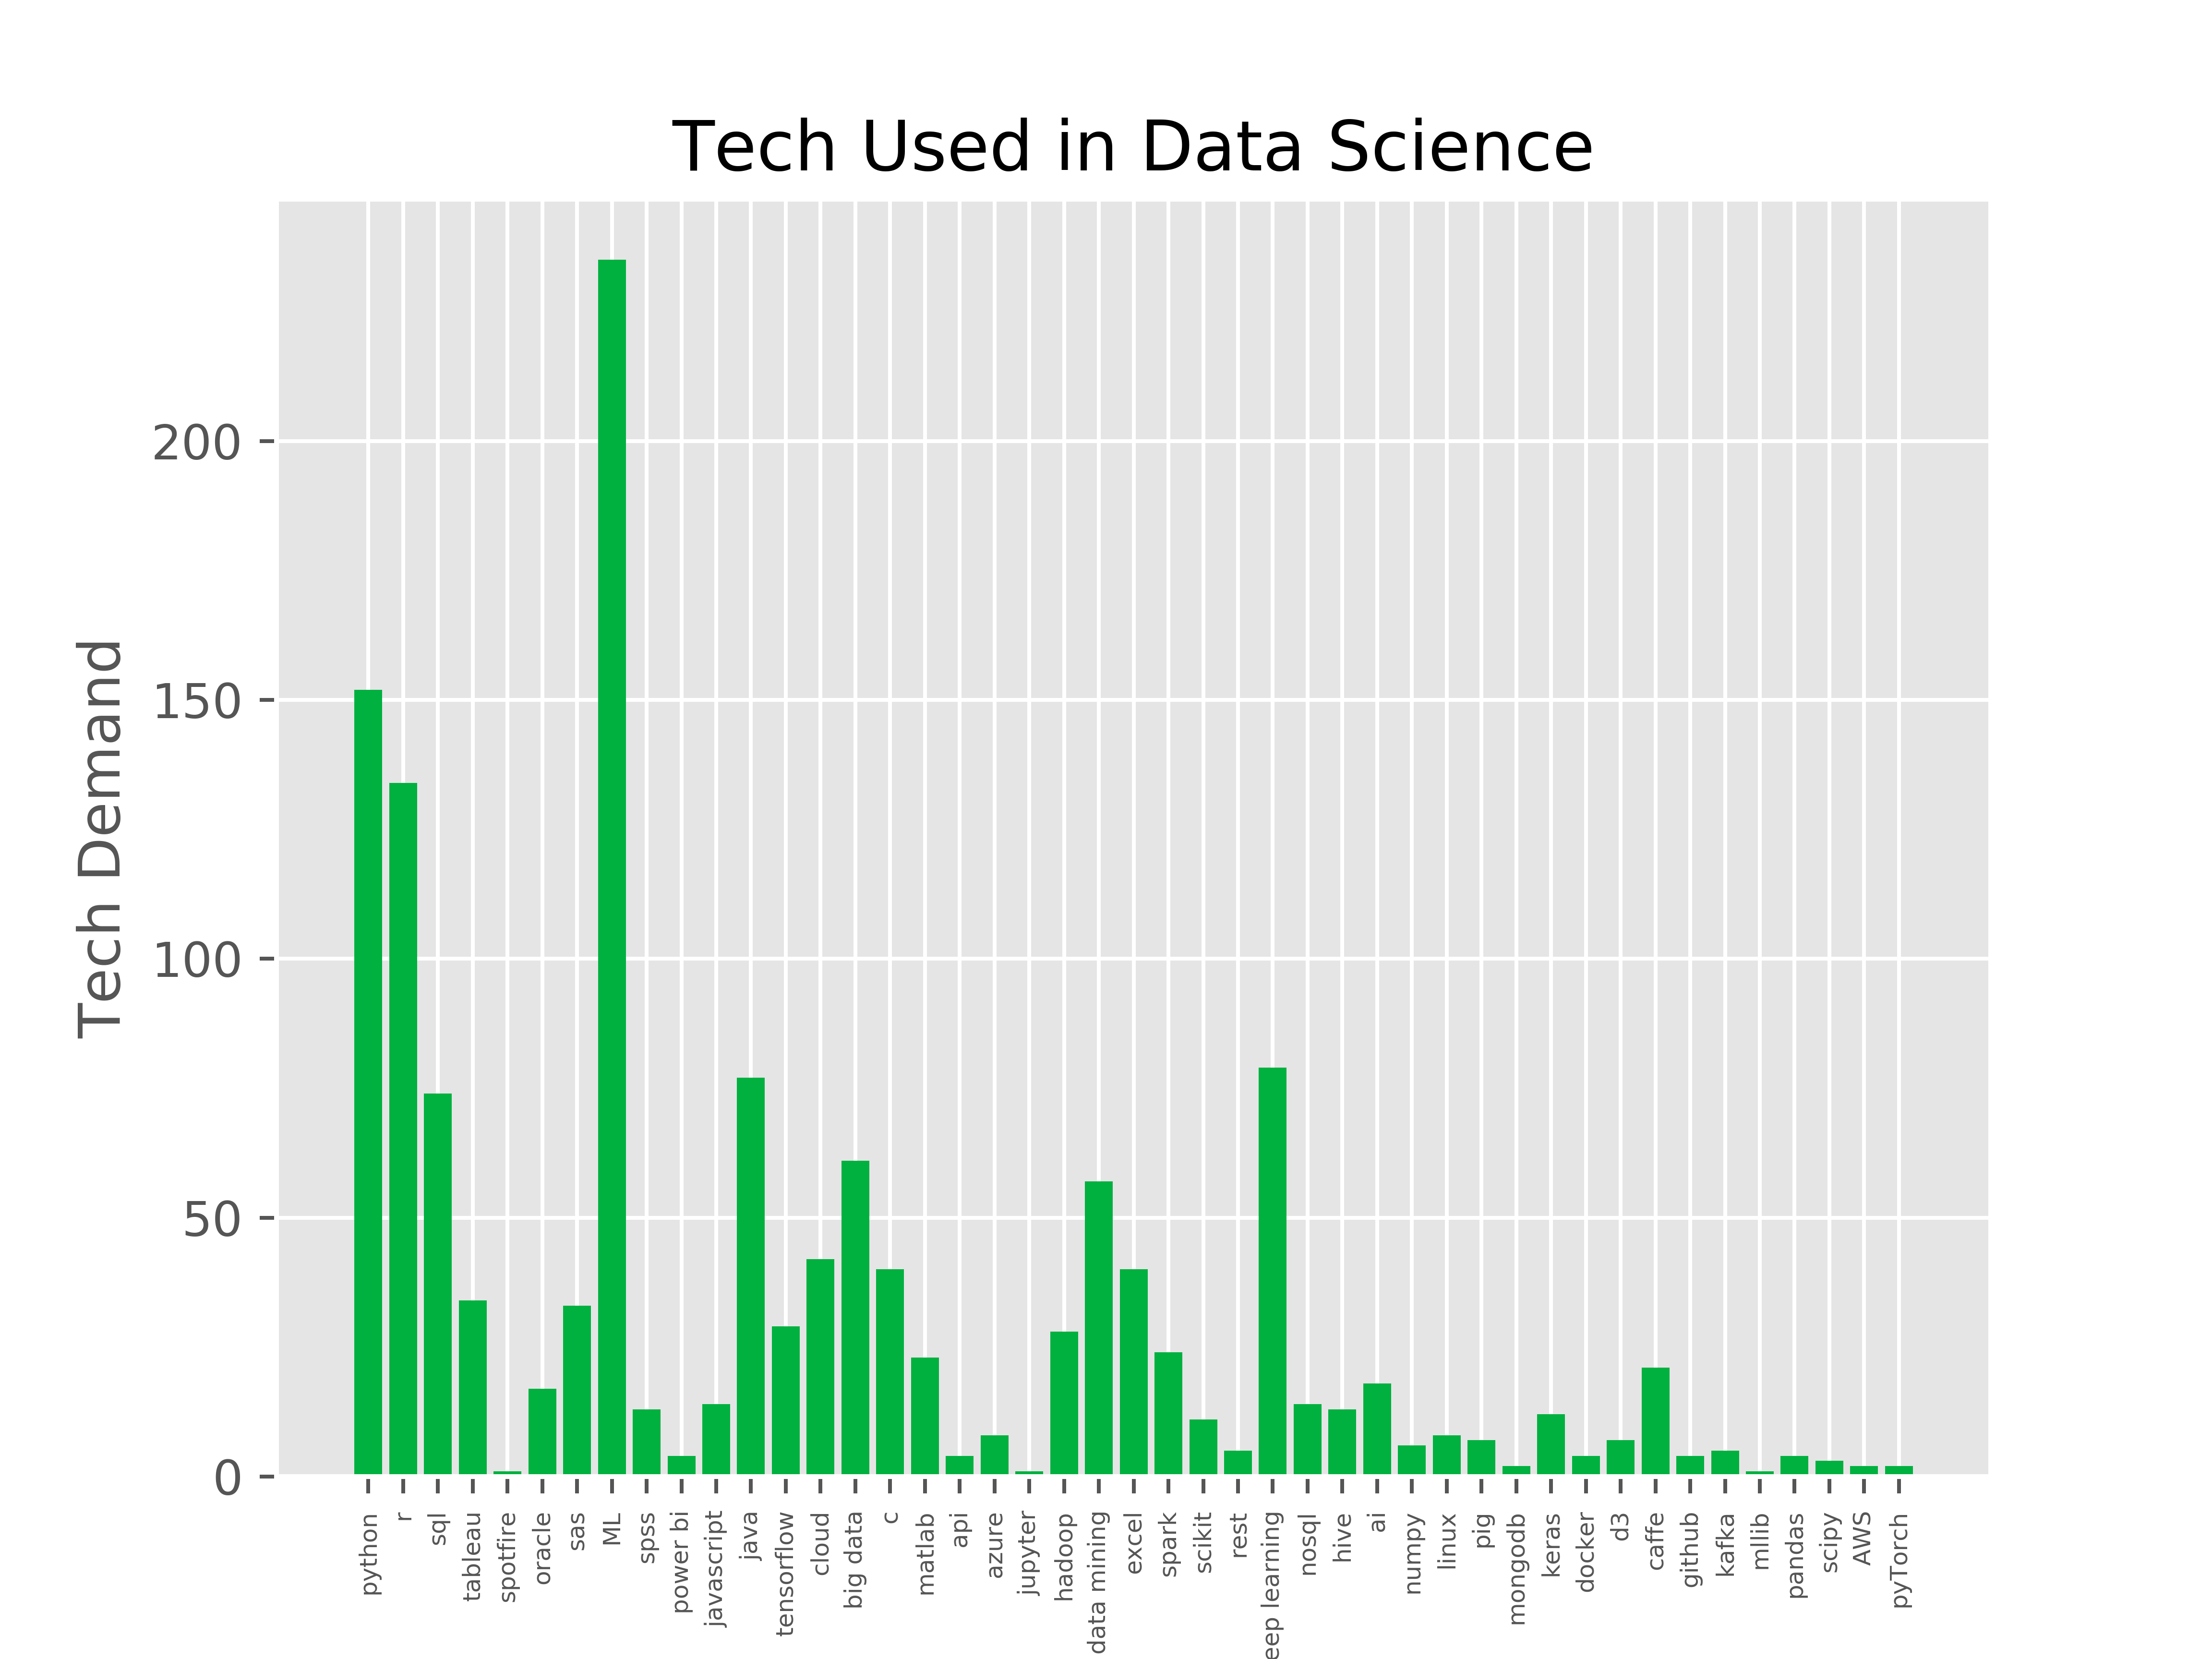 Tech Used in Data Science
Tech Demand
200
150
100
50
0
python
r
sql
tableau
spotfire
oracle
sas
ML
spss
power bi
javascript
java
tensorflow
cloud
big data
c
matlab
api
azure
jupyter
hadoop
data mining
excel
spark
scikit
rest
eep learning
nosql
hive
ai
numpy
linux
pig
mongodb
keras
docker
d3
caffe
github
kafka
mllib
pandas
scipy
AWS
pyTorch